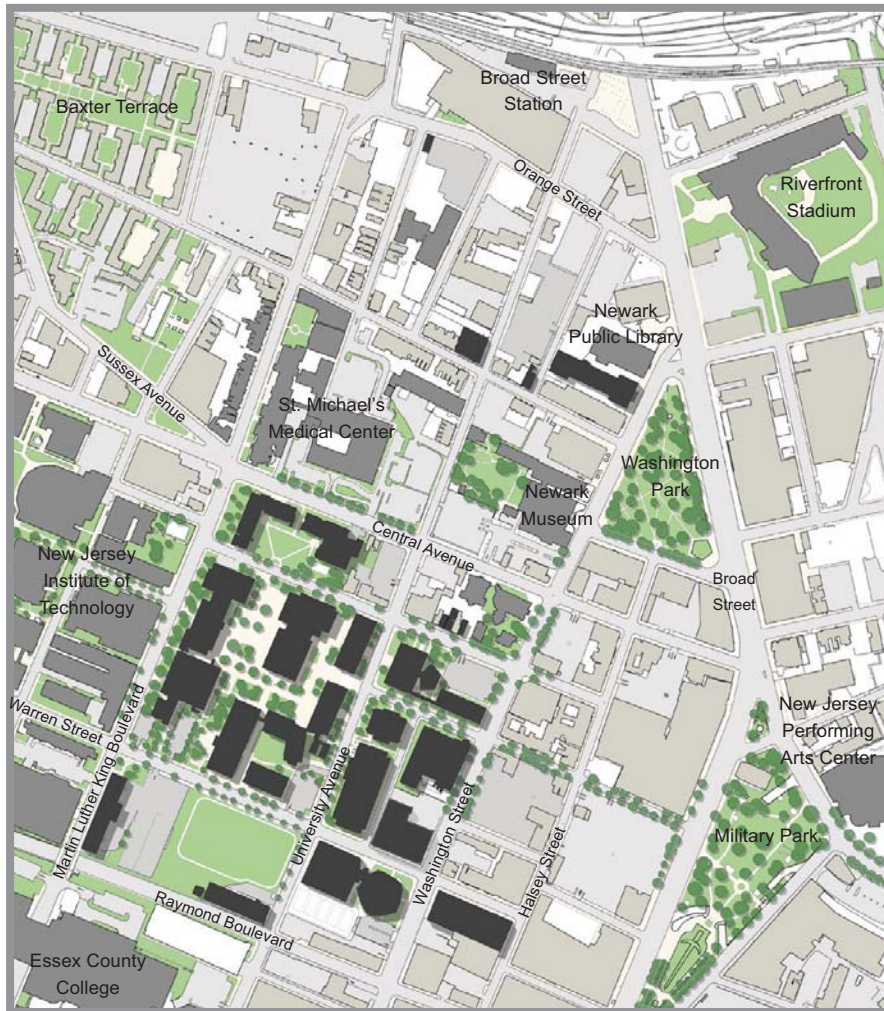 Broad Street
Station
Baxter Terrace
Orange Street
Riverfront
Stadium
Newark
Public Library
Sussex Avenue
St. Michael's
Medical Center
Washington
Park
Newark
Museum
Central Avenue
New Jersey
Institute of
Technology
Broad
Street
Warren Street
Martin Luther King Boulevard
University Avenue
Washington Street
Halsey Street
New Jersey
Performing
Arts Center
Military Park
Raymond Boulevard
Essex County
College